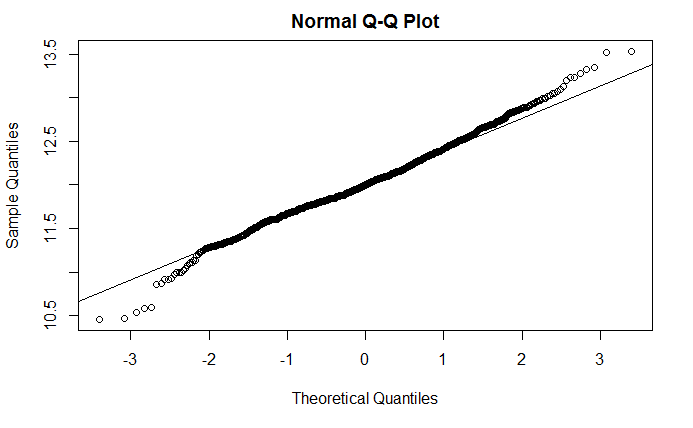 Normal Q-Q Plot
Sample Quantiles
13.5
12.5
11.5
10.5
-3 -2 -1 0 1 2 3
Theoretical Quantiles